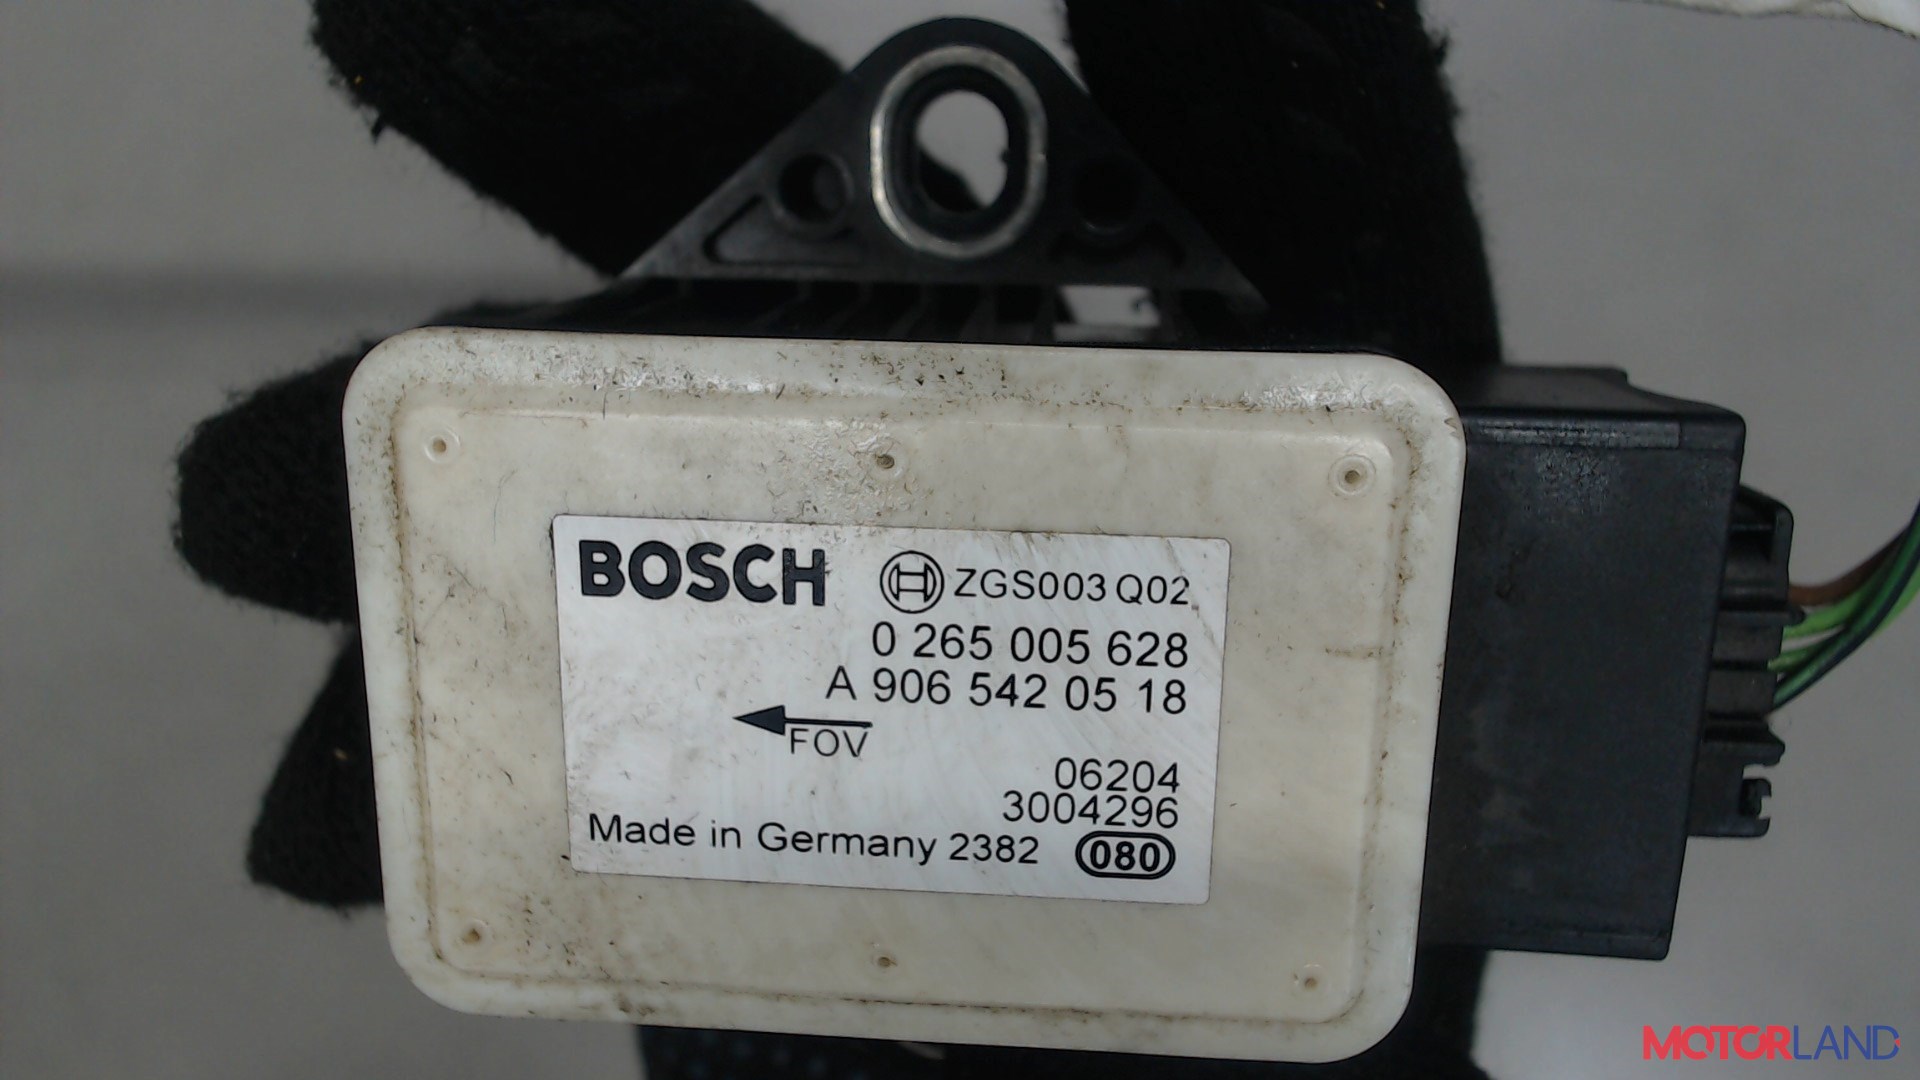 BOSCH ZGS003 Q02
0 265 005 628
A 906 542 05 18
FOV
06204
3004296
Made in Germany 2382 080
MOTORLAND